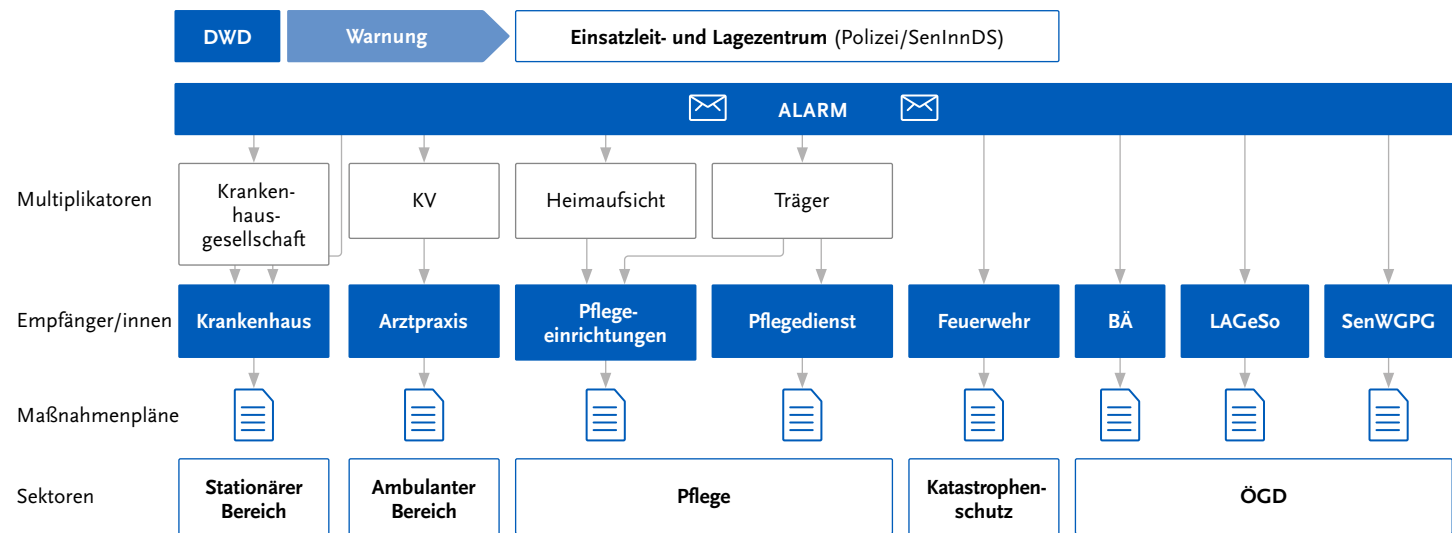 DWD
Warnung
Einsatzleit- und Lagezentrum (Polizei/SenInnDS)
ALARM
Multiplikatoren
Kranken-
haus-
gesellschaft
KV
Heimaufsicht
Träger
Empfänger/innen
Krankenhaus
Arztpraxis
Pflege-
einrichtungen
Pflegedienst
Feuerwehr
BÄ
LAGeSo
SenWGPG
Maßnahmenpläne
Sektoren
Stationärer
Bereich
Ambulanter
Bereich
Pflege
Katastrophen-
schutz
ÖGD